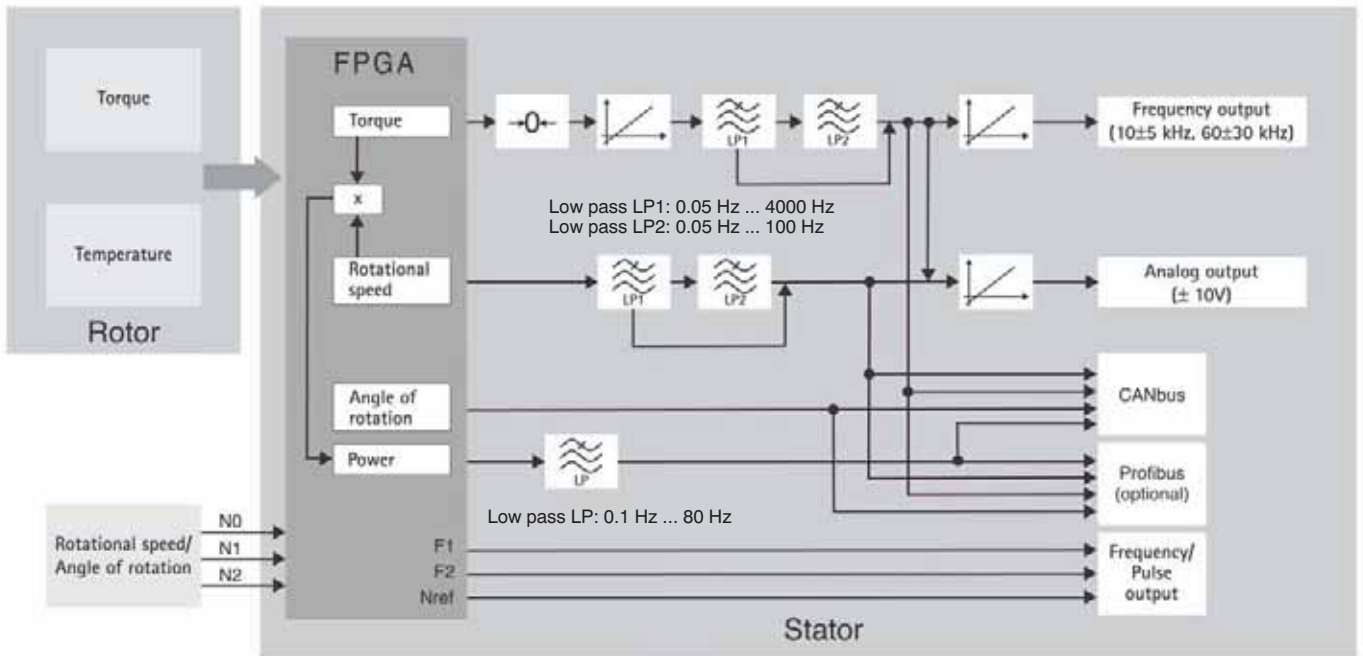 Torque
Temperature
Rotor
FPGA
Torque
x
Rotational
speed
Angle of
rotation
Power
→0←
LP1
LP2
Frequency output
(10±5 kHz, 60±30 kHz)
Low pass LP1: 0.05 Hz ... 4000 Hz
Low pass LP2: 0.05 Hz ... 100 Hz
LP1
LP2
Analog output
(± 10V)
CANbus
LP
Low pass LP: 0.1 Hz ... 80 Hz
Profibus
(optional)
Rotational speed/
Angle of rotation
N0
N1
N2
F1
F2
Nref
Frequency/
Pulse
output
Stator